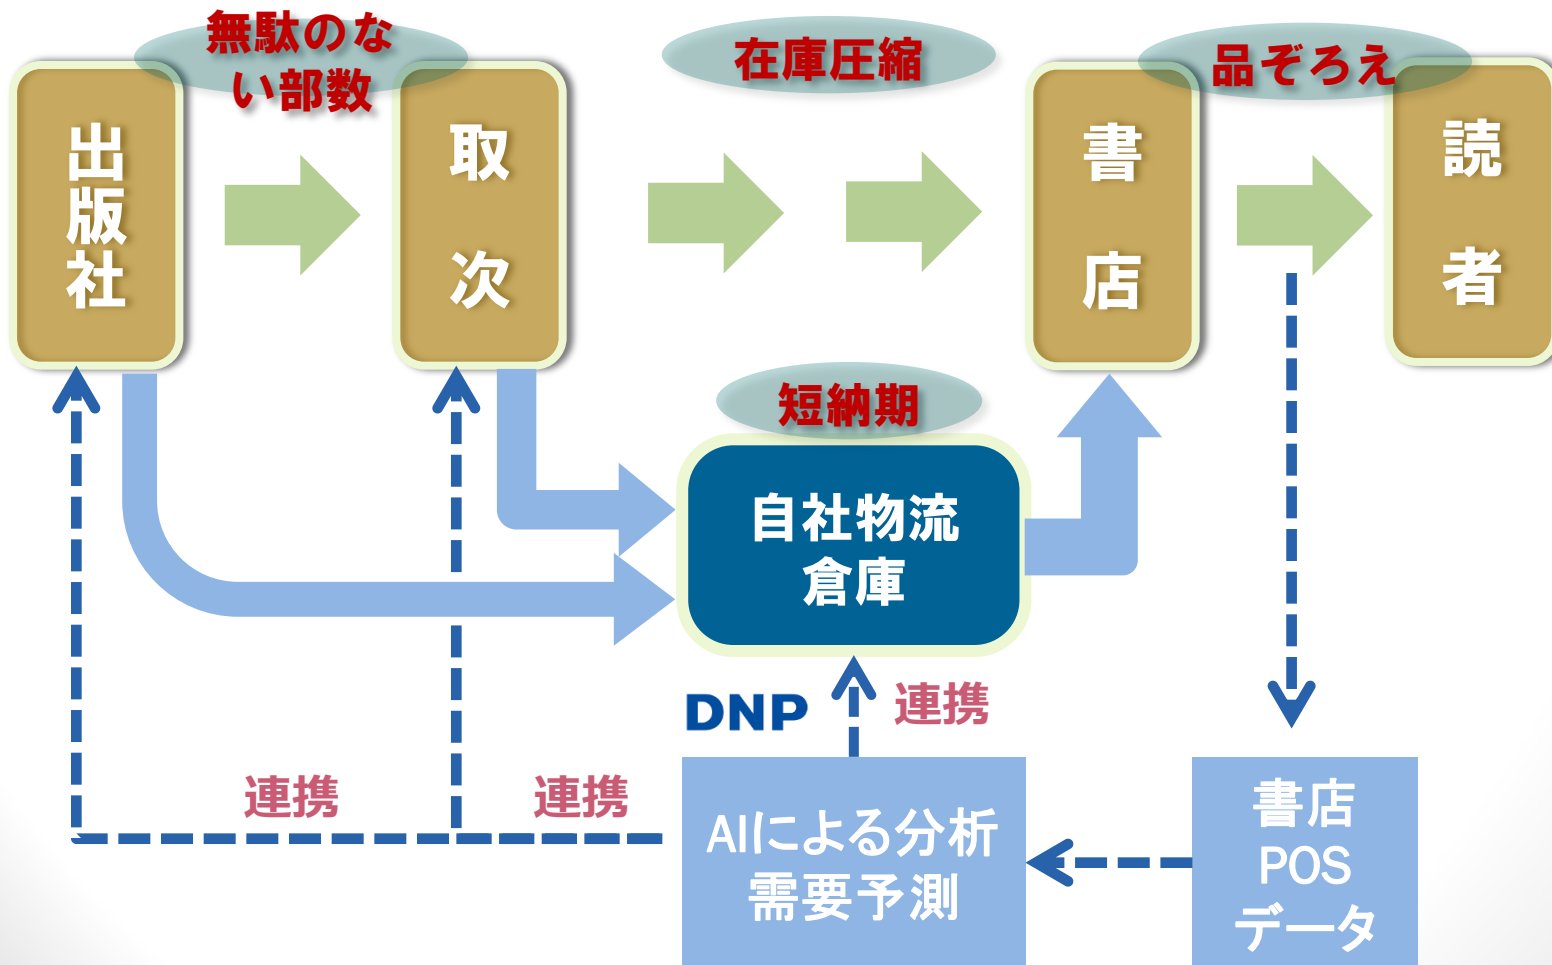 無駄のな
い部数
在庫圧縮
品ぞろえ
出版社
取次
書店
読者
短納期
自社物流
倉庫
DNP
連携
連携
連携
AIによる分析
需要予測
書店
POS
データ